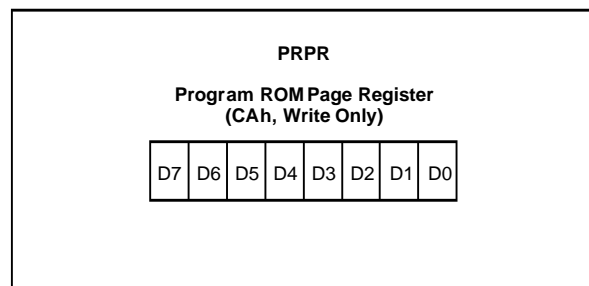 PRPR
Program ROM Page Register
(CAh, Write Only)
D7 D6 D5 D4 D3 D2 D1 D0